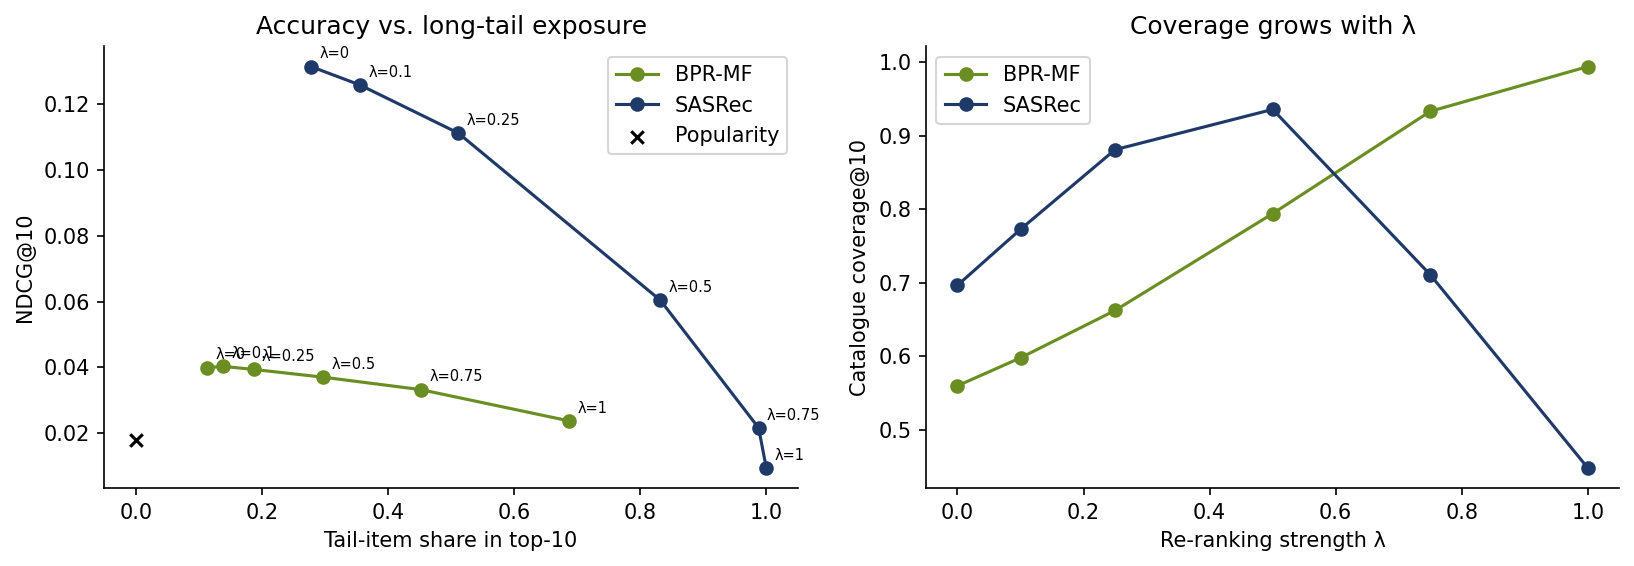 Accuracy vs. long-tail exposure
NDCG@10
0.12
0.10
0.08
0.06
0.04
0.02
λ=0
λ=0.1
λ=0.25
λ=0.5
λ=0.75
λ=1
λ=0
λ=0.1
λ=0.25
λ=0.5
λ=0.75
λ=1
BPR-MF
SASRec
Popularity
0.0 0.2 0.4 0.6 0.8 1.0
Tail-item share in top-10
Coverage grows with λ
Catalogue coverage@10
1.0
0.9
0.8
0.7
0.6
0.5
BPR-MF
SASRec
0.0 0.2 0.4 0.6 0.8 1.0
Re-ranking strength λ